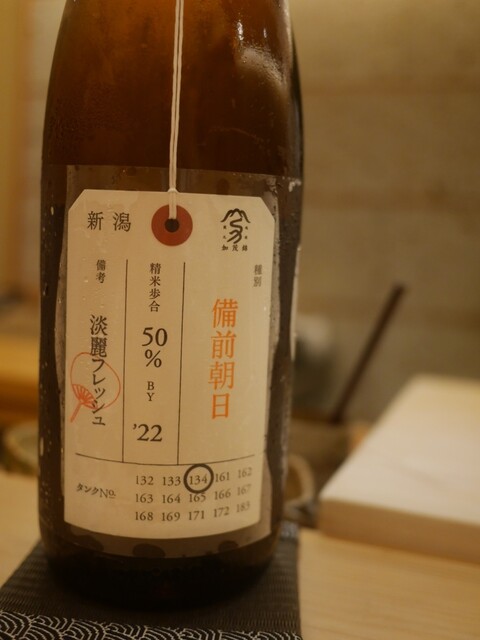 新潟
加茂錦
種別
備前朝日
精米歩合
50
%
BY
'22
備考
淡麗フレッシュ
タンクNo.
132 133 134 161 162
163 164 165 166 167
168 169 171 172 183